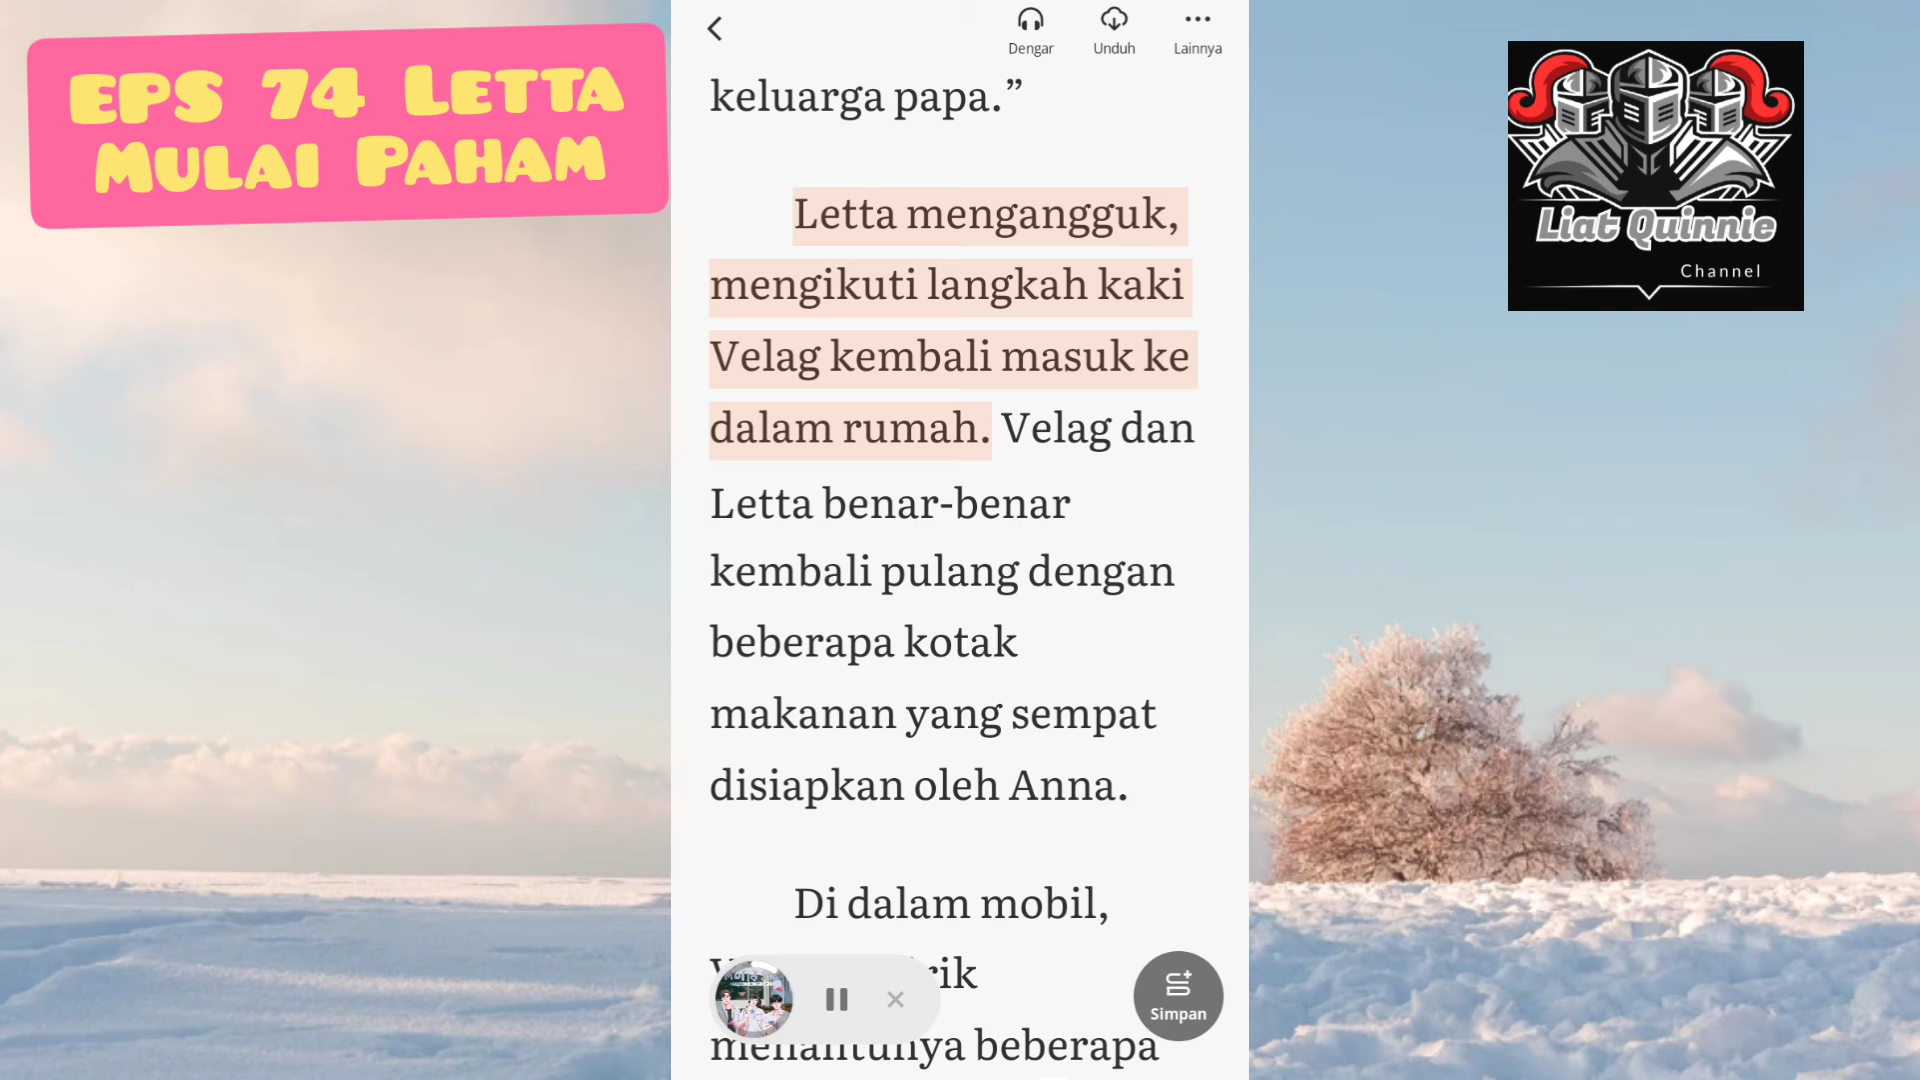 EPS 74 LETTA
MULAI PAHAM
Dengar
Unduh
Lainnya
keluarga papa.”
Letta mengangguk,
mengikuti langkah kaki
Velag kembali masuk ke
dalam rumah. Velag dan
Letta benar-benar
kembali pulang dengan
beberapa kotak
makanan yang sempat
disiapkan oleh Anna.
Di dalam mobil,
menantunya beberapa
Simpan
Liat Quinnie
Channel